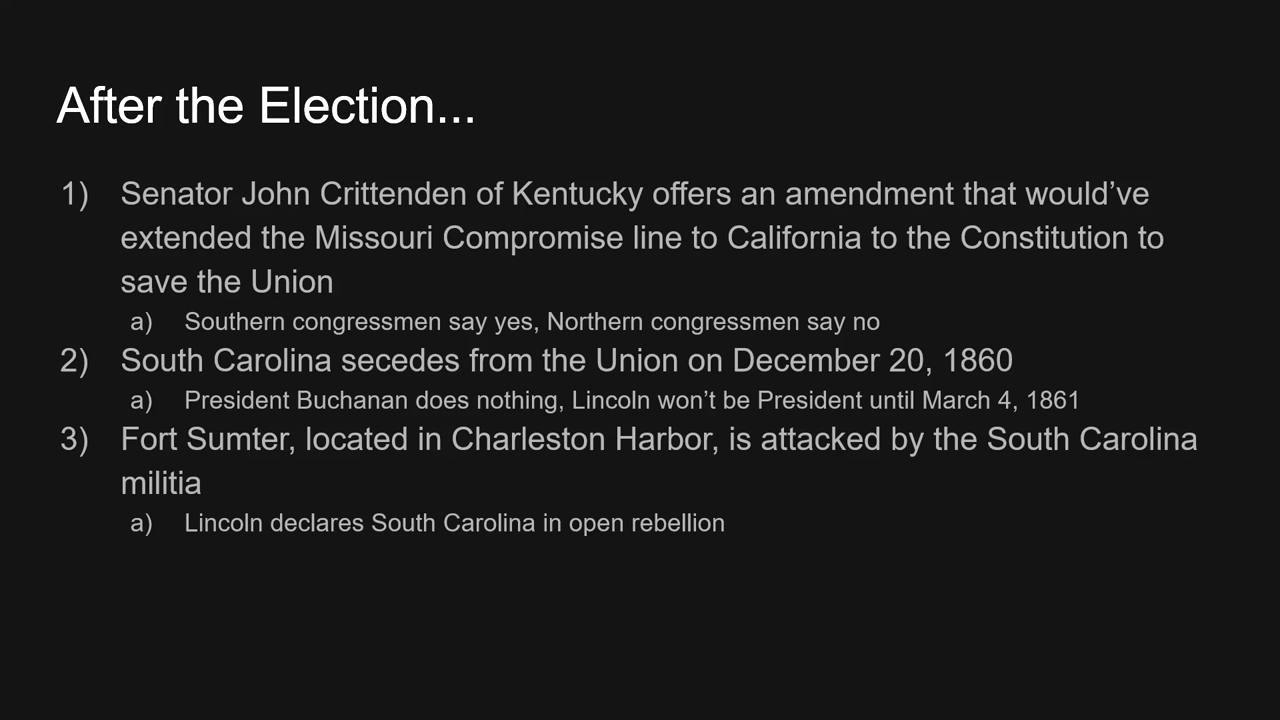 After the Election...
1) Senator John Crittenden of Kentucky offers an amendment that would’ve
extended the Missouri Compromise line to California to the Constitution to
save the Union
a) Southern congressmen say yes, Northern congressmen say no
2) South Carolina secedes from the Union on December 20, 1860
a) President Buchanan does nothing, Lincoln won’t be President until March 4, 1861
3) Fort Sumter, located in Charleston Harbor, is attacked by the South Carolina
militia
a) Lincoln declares South Carolina in open rebellion